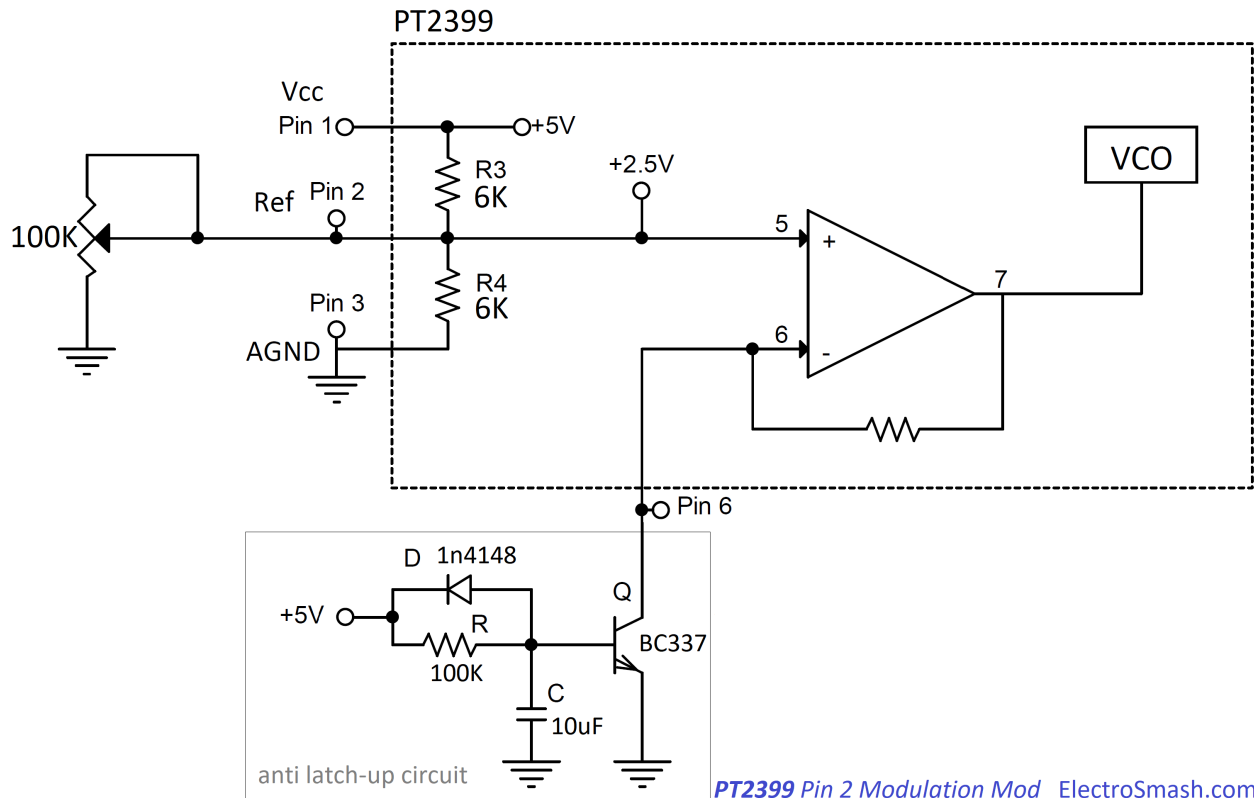 PT2399
Vcc
Pin 1
+5V
R3
6K
+2.5V
VCO
Ref
Pin 2
100K
5
+
R4
6K
7
Pin 3
AGND
6
-
Pin 6
D
1n4148
Q
+5V
R
BC337
100K
C
10uF
anti latch-up circuit
PT2399 Pin 2 Modulation Mod ElectroSmash.com